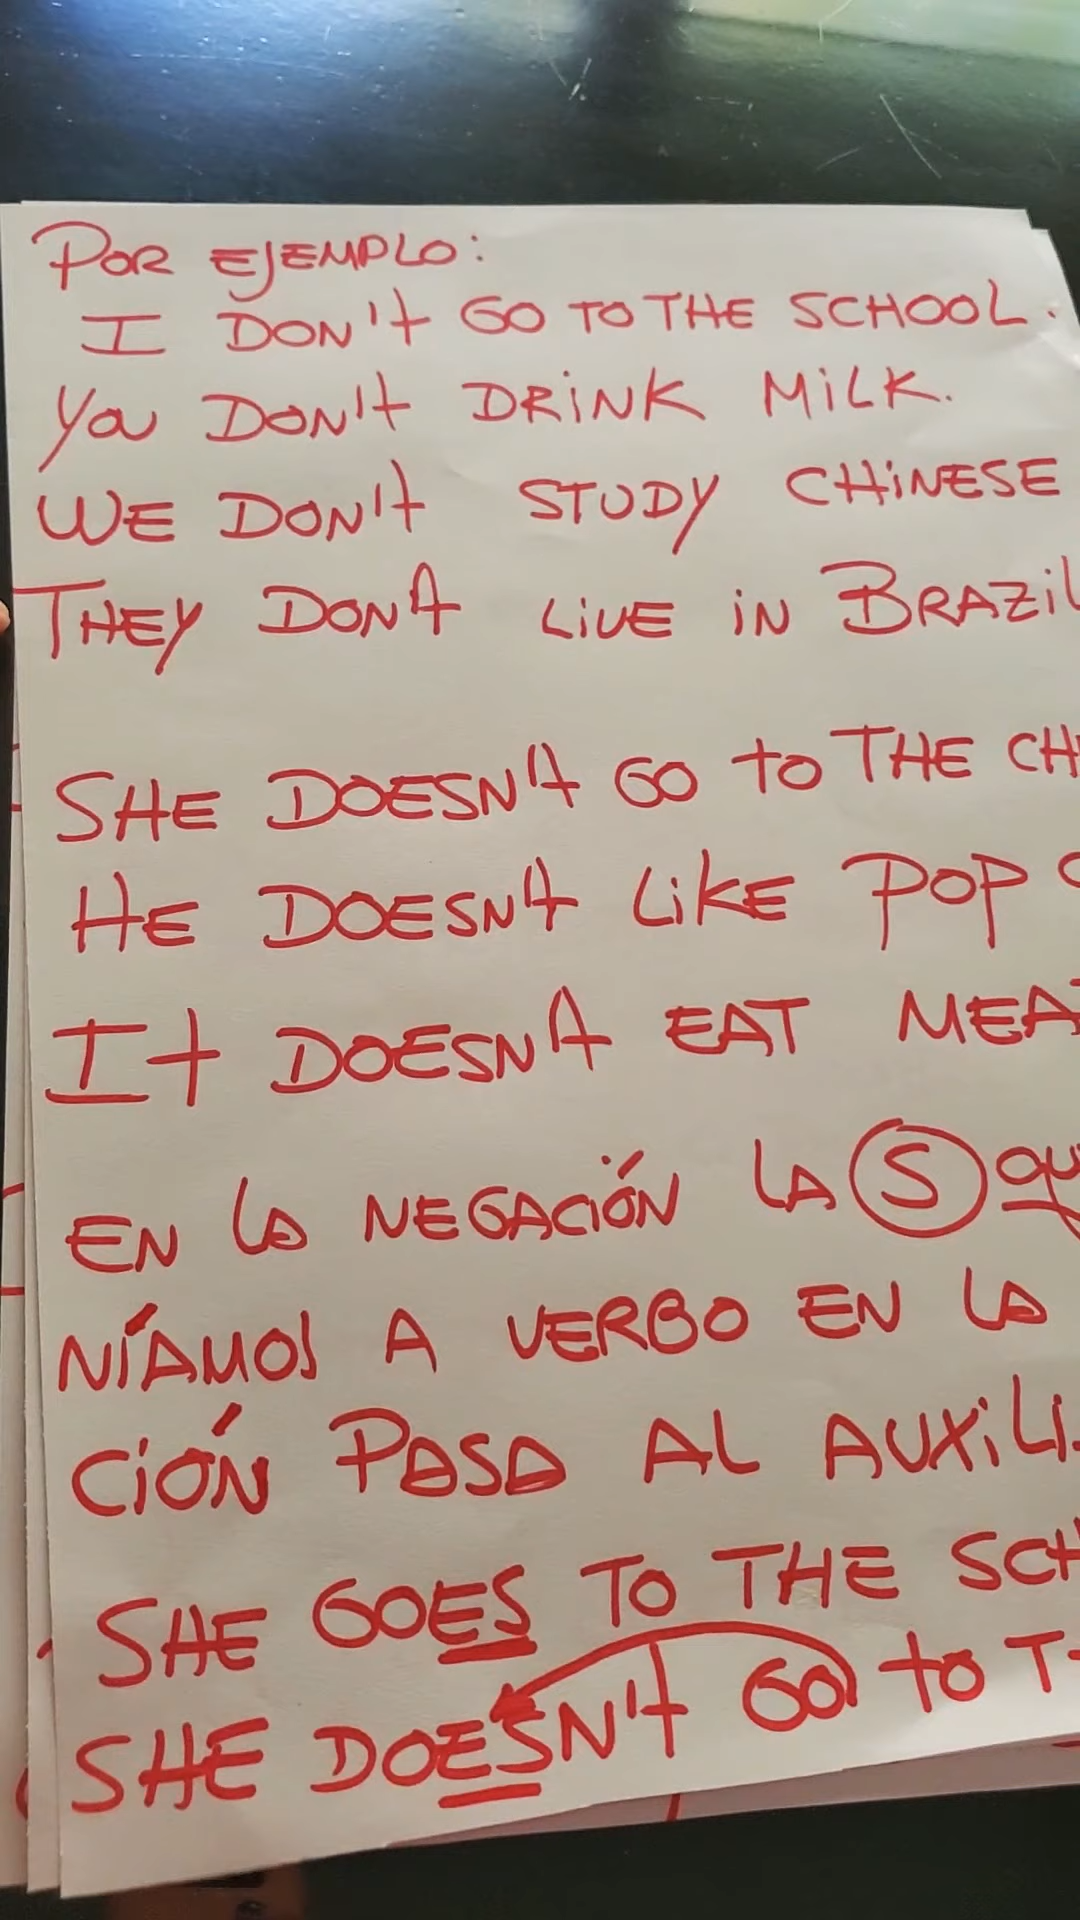 POR EJEMPLO:
I DON't GO TO THE SCHOOL.
YOU DON't DRINK MILK.
WE DON't STUDY CHINESE
THEY DON't LIVE IN BRAZIL
SHE DOESN't GO to THE
HE DOESN't LIKE POP
It DOESN't EAT MEAT
EN LA NEGACIÓN LA S
NÍAMOS A VERBO EN LA
CIÓN PASA AL
SHE GOES TO THE
SHE DOESN't GO to